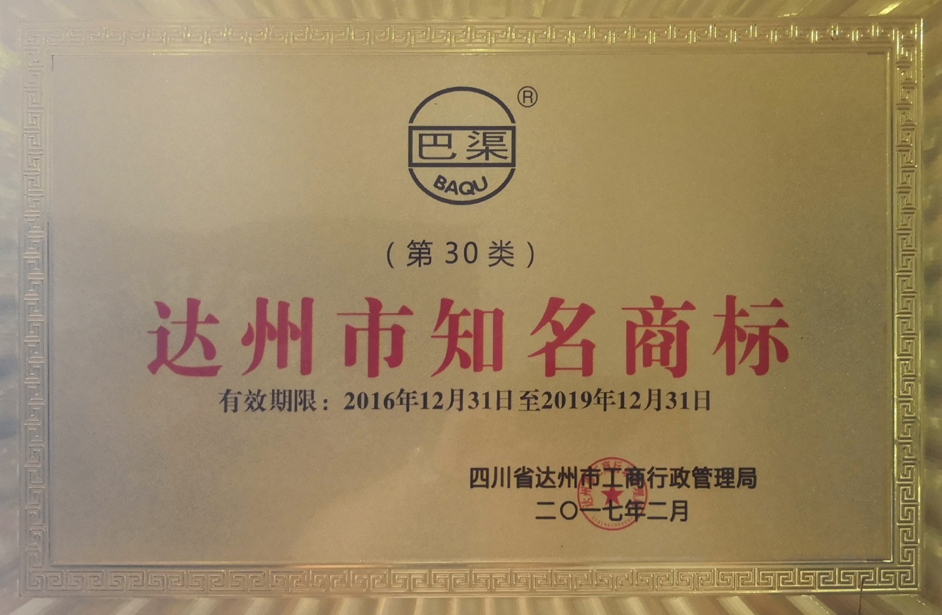 ®
巴渠
BAQU
（第30类）
达州市知名商标
有效期限：2016年12月31日至2019年12月31日
四川省达州市工商行政管理局
二〇一七年二月